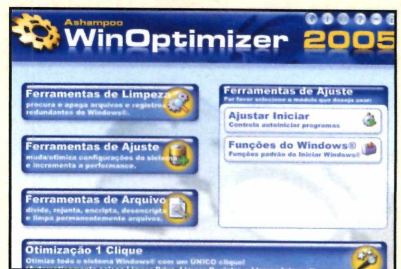 Ashampoo
WinOptimizer 2005
Ferramentas de Limpeza
procura e apaga arquivos e registros
redundantes do Windows®.
Ferramentas de Ajuste
muda/otimiza configurações do sistema
e incrementa a performance.
Ferramentas de Arquivo
divide, rejunta, encripta, desencripta
e limpa permanentemente arquivos.
Ferramentas de Ajuste
Por favor selecione o módulo que deseja usar:
Ajustar Iniciar
Controla autoiniciar programas
Funções do Windows®
Funções padrão do Iniciar Windows®
Otimização 1 Clique
Otimize todo o sistema Windows® com um ÚNICO clique!